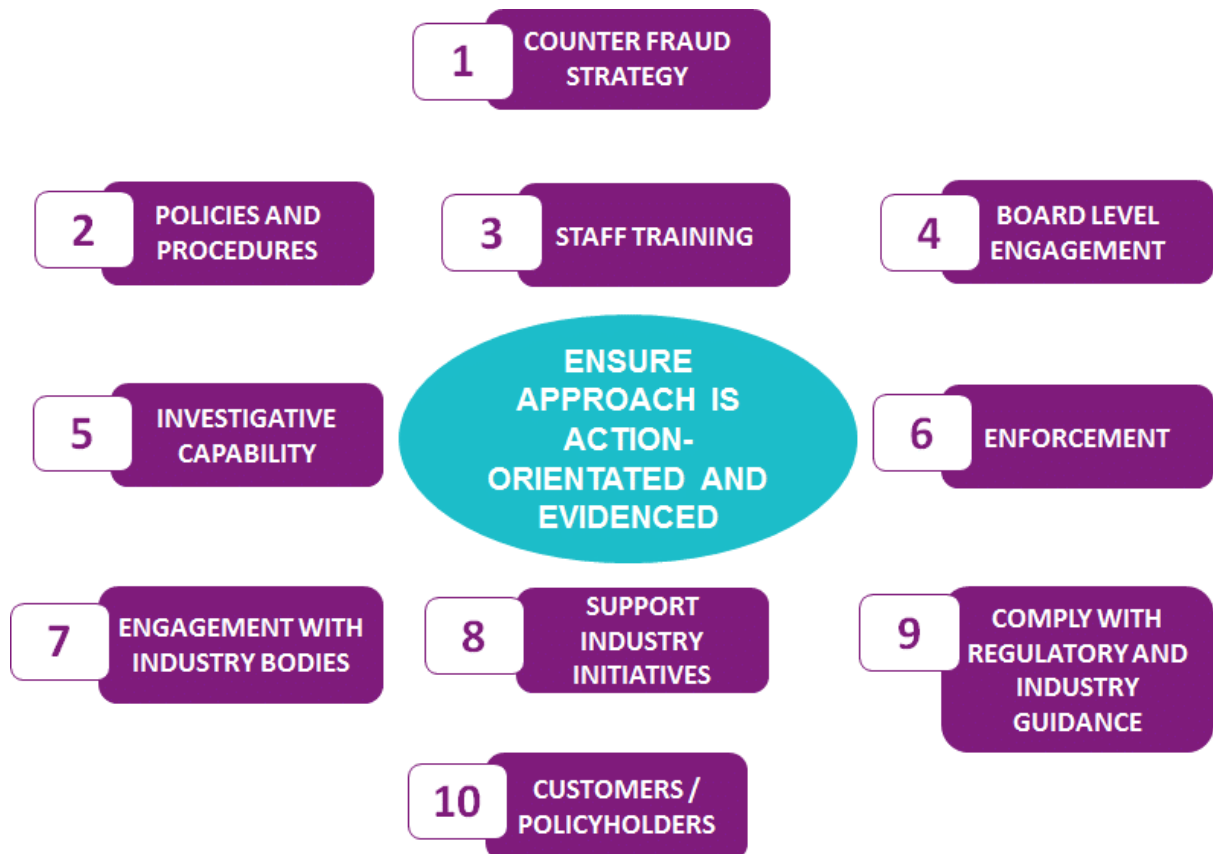 1
COUNTER FRAUD
STRATEGY
2
POLICIES AND
PROCEDURES
3
STAFF TRAINING
4
BOARD LEVEL
ENGAGEMENT
ENSURE
APPROACH IS
ACTION-
ORIENTATED AND
EVIDENCED
5
INVESTIGATIVE
CAPABILITY
6
ENFORCEMENT
7
ENGAGEMENT WITH
INDUSTRY BODIES
8
SUPPORT
INDUSTRY
INITIATIVES
9
COMPLY WITH
REGULATORY AND
INDUSTRY
GUIDANCE
10
CUSTOMERS /
POLICYHOLDERS